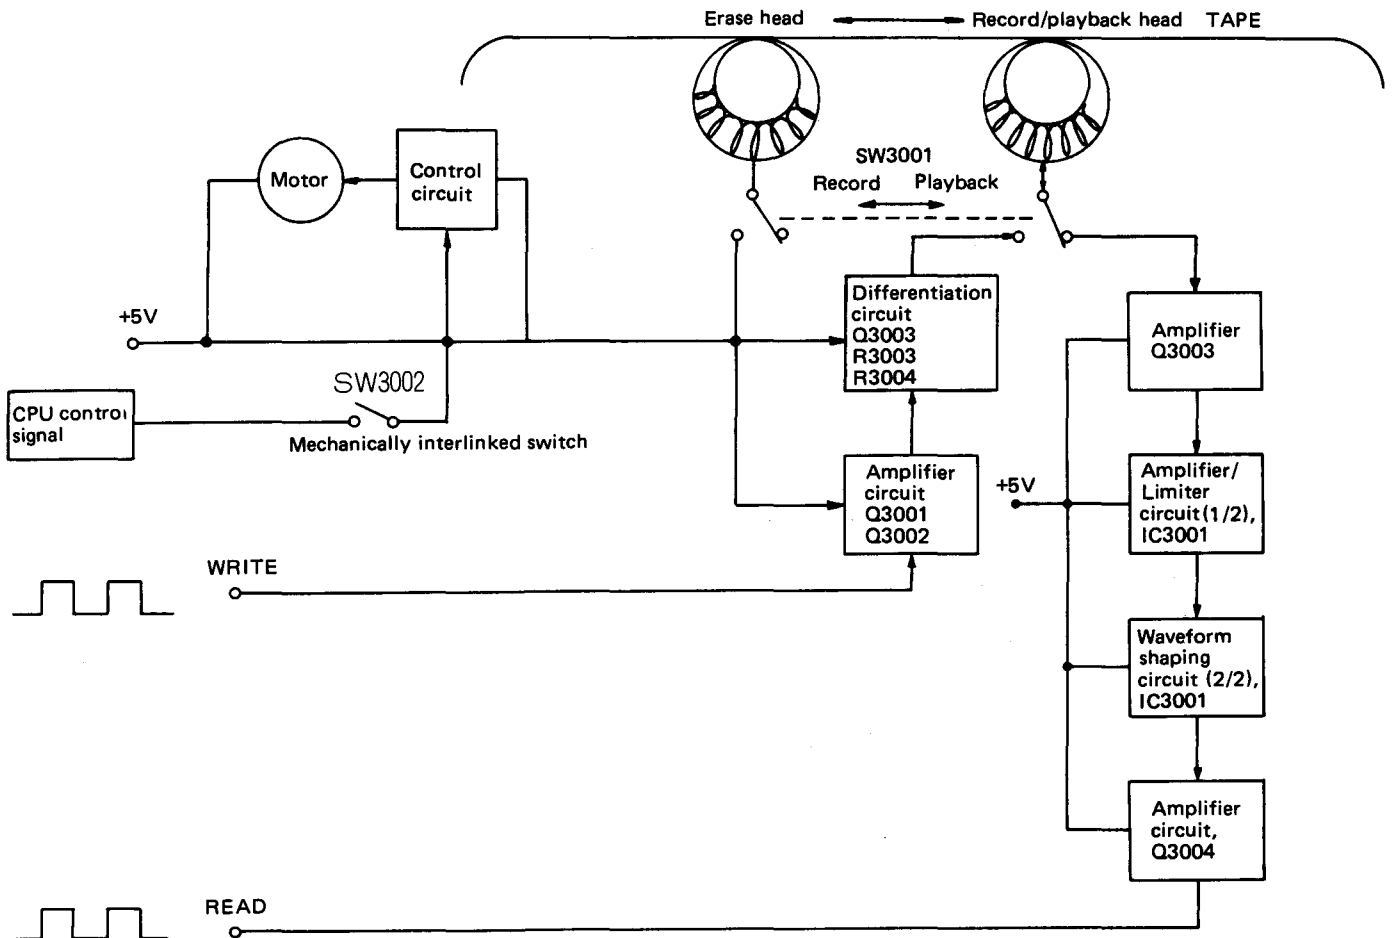 Erase head
Record/playback head
TAPE
SW3001
Record
Playback
Motor
Control
circuit
+5V
SW3002
CPU control
signal
Mechanically interlinked switch
Differentiation
circuit
Q3003
R3003
R3004
Amplifier
Q3003
Amplifier
circuit
Q3001
Q3002
+5V
Amplifier/
Limiter
circuit (1/2),
IC3001
WRITE
Waveform
shaping
circuit (2/2),
IC3001
Amplifier
circuit,
Q3004
READ